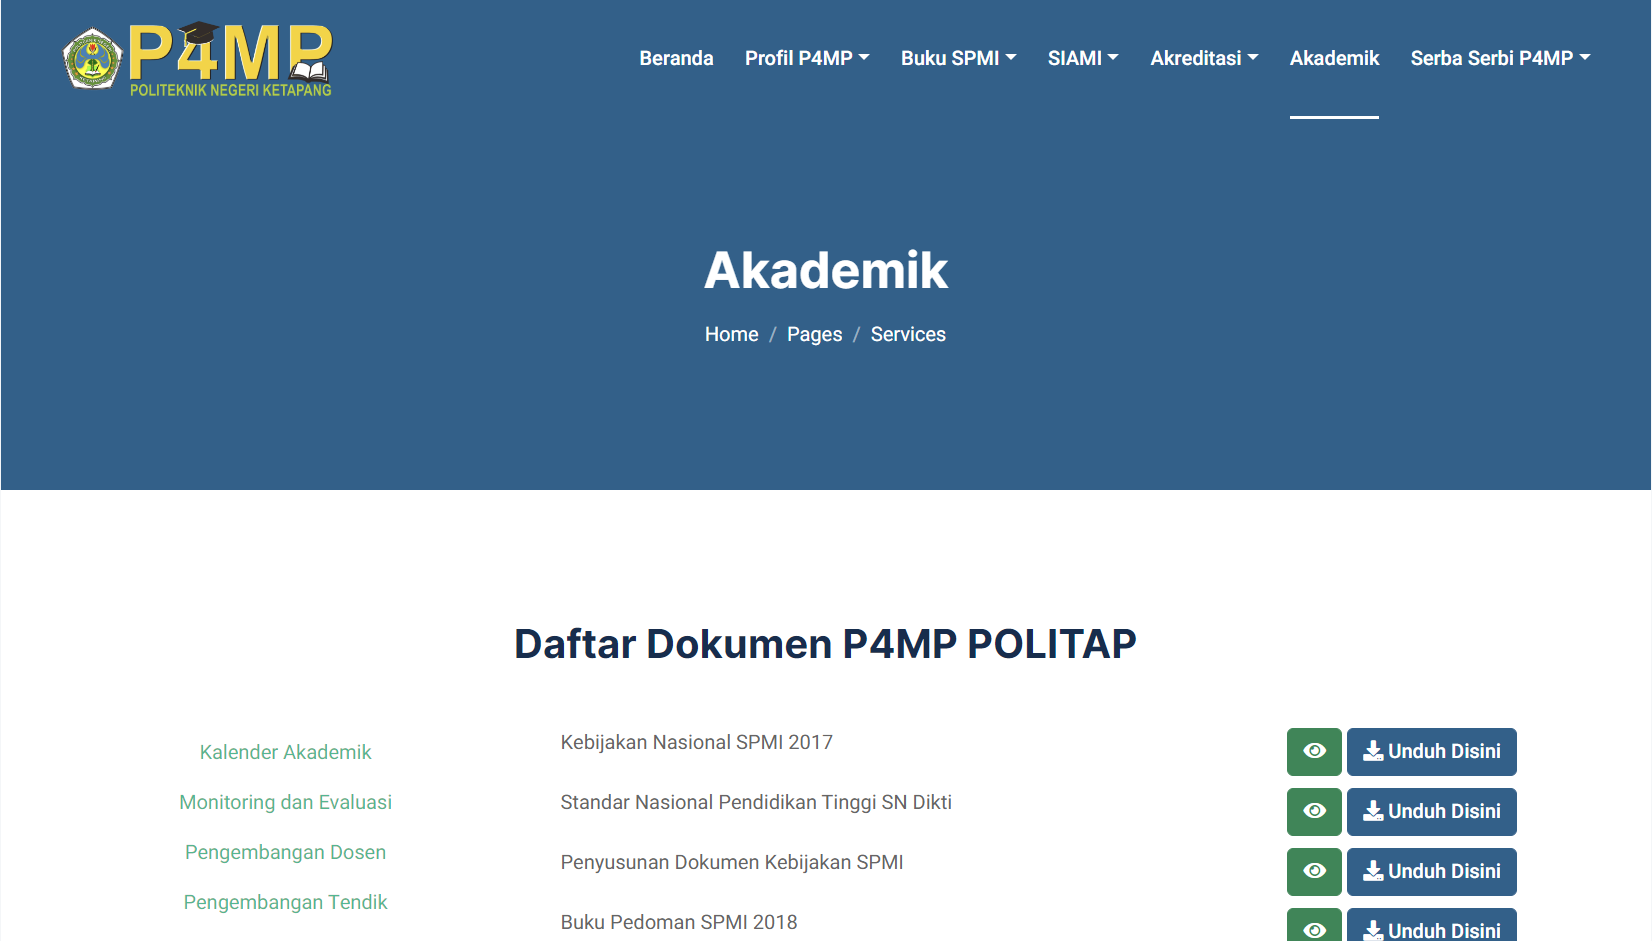 P4MP
POLITEKNIK NEGERI KETAPANG
Beranda
Profil P4MP
Buku SPMI
SIAMI
Akreditasi
Akademik
Serba Serbi P4MP
Akademik
Home / Pages / Services
Daftar Dokumen P4MP POLITAP
Kalender Akademik
Monitoring dan Evaluasi
Pengembangan Dosen
Pengembangan Tendik
Kebijakan Nasional SPMI 2017
Unduh Disini
Standar Nasional Pendidikan Tinggi SN Dikti
Unduh Disini
Penyusunan Dokumen Kebijakan SPMI
Unduh Disini
Buku Pedoman SPMI 2018
Unduh Disini